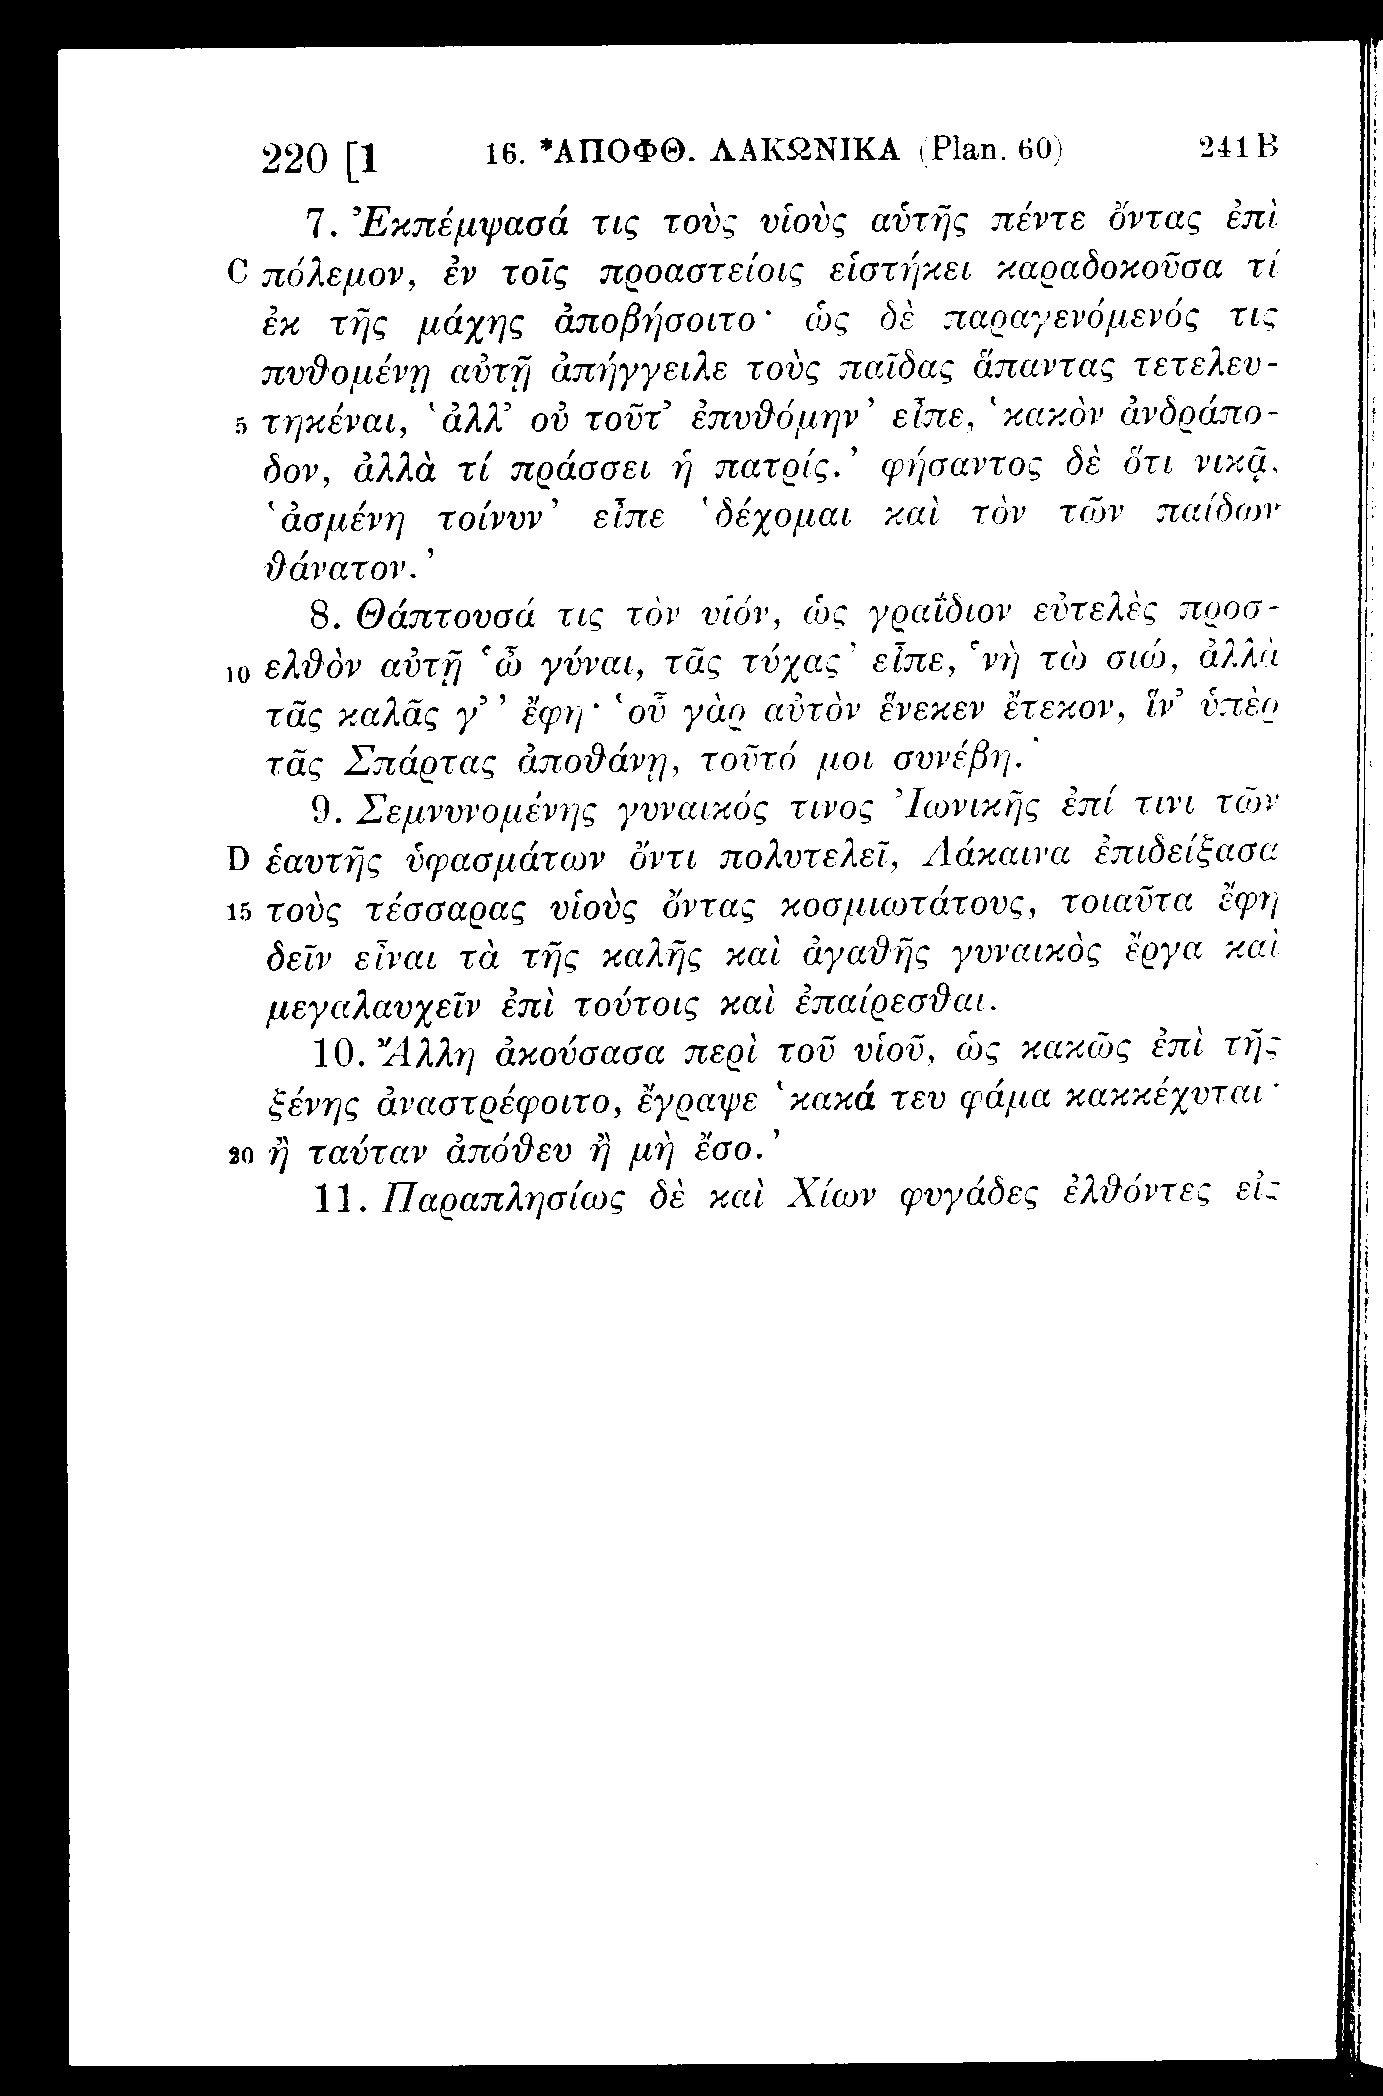 220 [1 16. *ΑΠΟΦΘ. ΛΑΚΩΝΙΚΑ (Plan. 60) 241 B
7. Ἐκπέμψασά τις τοὺς υἱοὺς αὑτῆς πέντε ὄντας ἐπὶ
C πόλεμον, ἐν τοῖς προαστείοις εἱστήκει καραδοκοῦσα τί
ἐκ τῆς μάχης ἀποβήσοιτο· ὡς δὲ παραγενόμενός τις
πυθομένῃ αὐτῇ ἀπήγγειλε τοὺς παῖδας ἅπαντας τετελευ-
5 τηκέναι, ‘ἀλλ’ οὐ τοῦτ’ ἐπυθόμην’ εἶπε, ‘κακὸν ἀνδράπο-
δον, ἀλλὰ τί πράσσει ἡ πατρίς.’ φήσαντος δὲ ὅτι νικᾷ,
‘ἀσμένη τοίνυν’ εἶπε ‘δέχομαι καὶ τὸν τῶν παίδων
θάνατον.’
8. Θάπτουσά τις τὸν υἱόν, ὡς γραΐδιον εὐτελὲς προσ-
10 ελθὸν αὐτῇ ‘ὦ γύναι, τᾶς τύχας’ εἶπε, ‘νὴ τὼ σιώ, ἀλλὰ
τᾶς καλᾶς γ’ ’ ἔφη· ‘οὗ γὰρ αὐτὸν ἕνεκεν ἔτεκον, ἵν’ ὑπὲρ
τᾶς Σπάρτας ἀποθάνῃ, τοῦτό μοι συνέβη.’
9. Σεμνυνομένης γυναικός τινος Ἰωνικῆς ἐπί τινι τῶν
D ἑαυτῆς ὑφασμάτων ὄντι πολυτελεῖ, Λάκαινα ἐπιδείξασα
15 τοὺς τέσσαρας υἱοὺς ὄντας κοσμιωτάτους, τοιαῦτα ἔφη
δεῖν εἶναι τὰ τῆς καλῆς καὶ ἀγαθῆς γυναικὸς ἔργα καὶ
μεγαλαυχεῖν ἐπὶ τούτοις καὶ ἐπαίρεσθαι.
10. Ἄλλη ἀκούσασα περὶ τοῦ υἱοῦ, ὡς κακῶς ἐπὶ τῆς
ξένης ἀναστρέφοιτο, ἔγραψε ‘κακά τευ φάμα κακκέχυται·
20 ἢ ταύταν ἀπόθευ ἢ μὴ ἔσο.’
11. Παραπλησίως δὲ καὶ Χίων φυγάδες ἐλθόντες εἰς